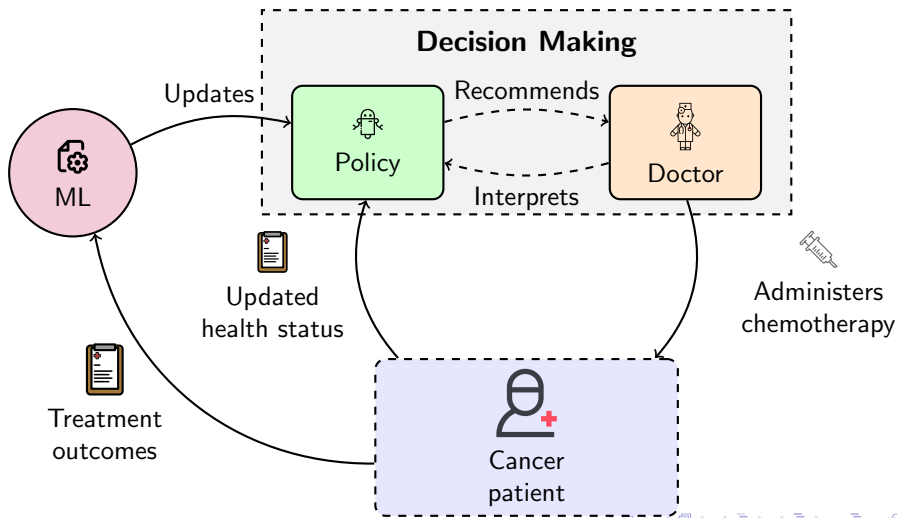 Decision Making
Updates
Recommends
Policy
Doctor
ML
Interprets
Updated
health status
Administers
chemotherapy
Treatment
outcomes
Cancer
patient